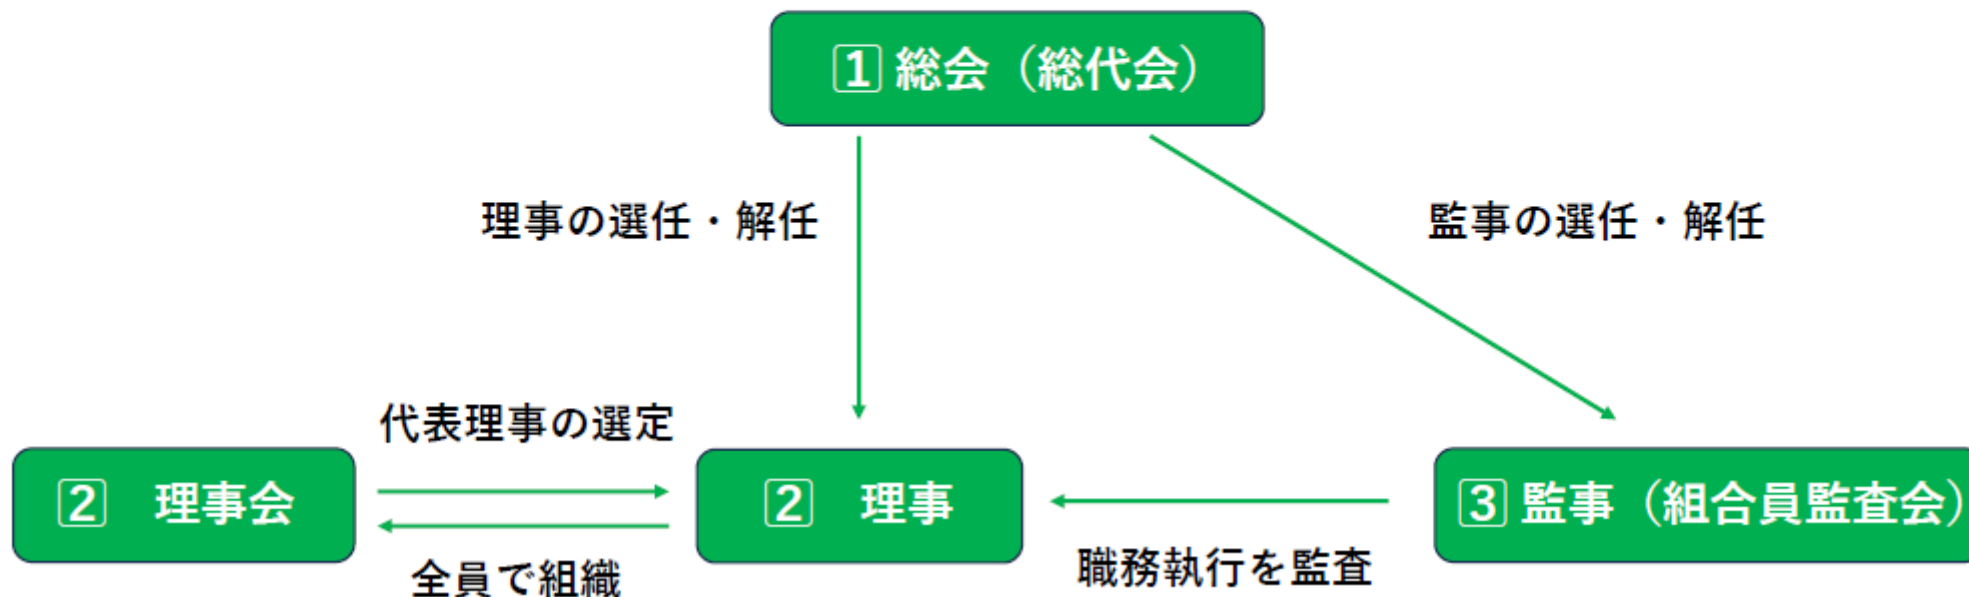 1 総会（総代会）
理事の選任・解任
監事の選任・解任
代表理事の選定
2 理事会
2 理事
3 監事（組合員監査会）
全員で組織
職務執行を監査